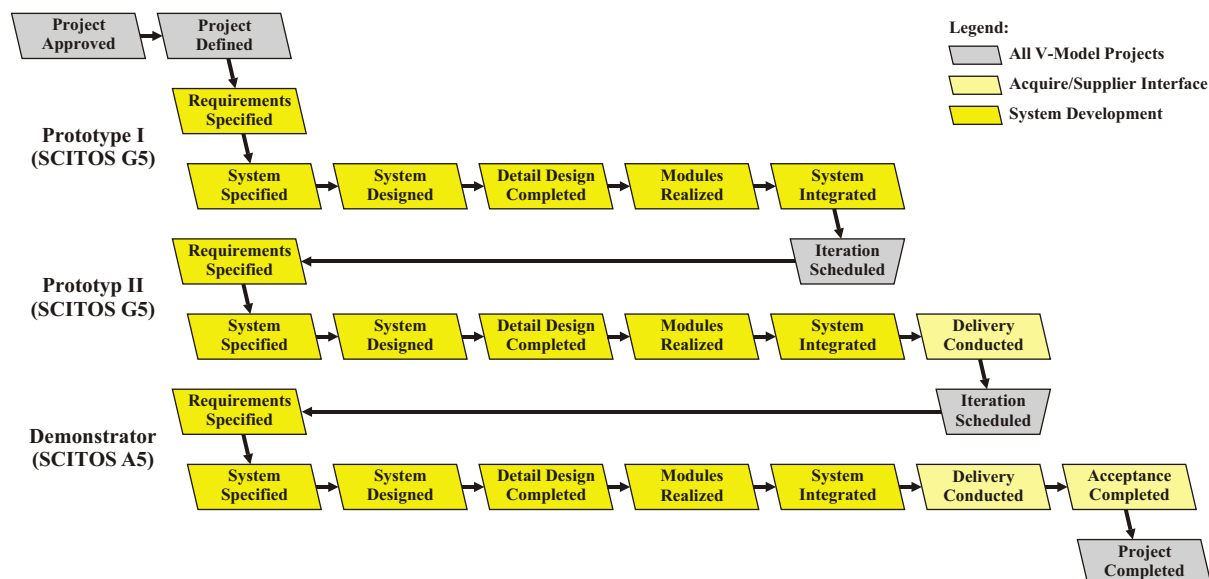 Project
Approved
Project
Defined
Legend:
All V-Model Projects
Acquire/Supplier Interface
System Development
Prototype I
(SCITOS G5)
Requirements
Specified
System
Specified
System
Designed
Detail Design
Completed
Modules
Realized
System
Integrated
Iteration
Scheduled
Prototyp II
(SCITOS G5)
Requirements
Specified
System
Specified
System
Designed
Detail Design
Completed
Modules
Realized
System
Integrated
Delivery
Conducted
Iteration
Scheduled
Demonstrator
(SCITOS A5)
Requirements
Specified
System
Specified
System
Designed
Detail Design
Completed
Modules
Realized
System
Integrated
Delivery
Conducted
Acceptance
Completed
Project
Completed